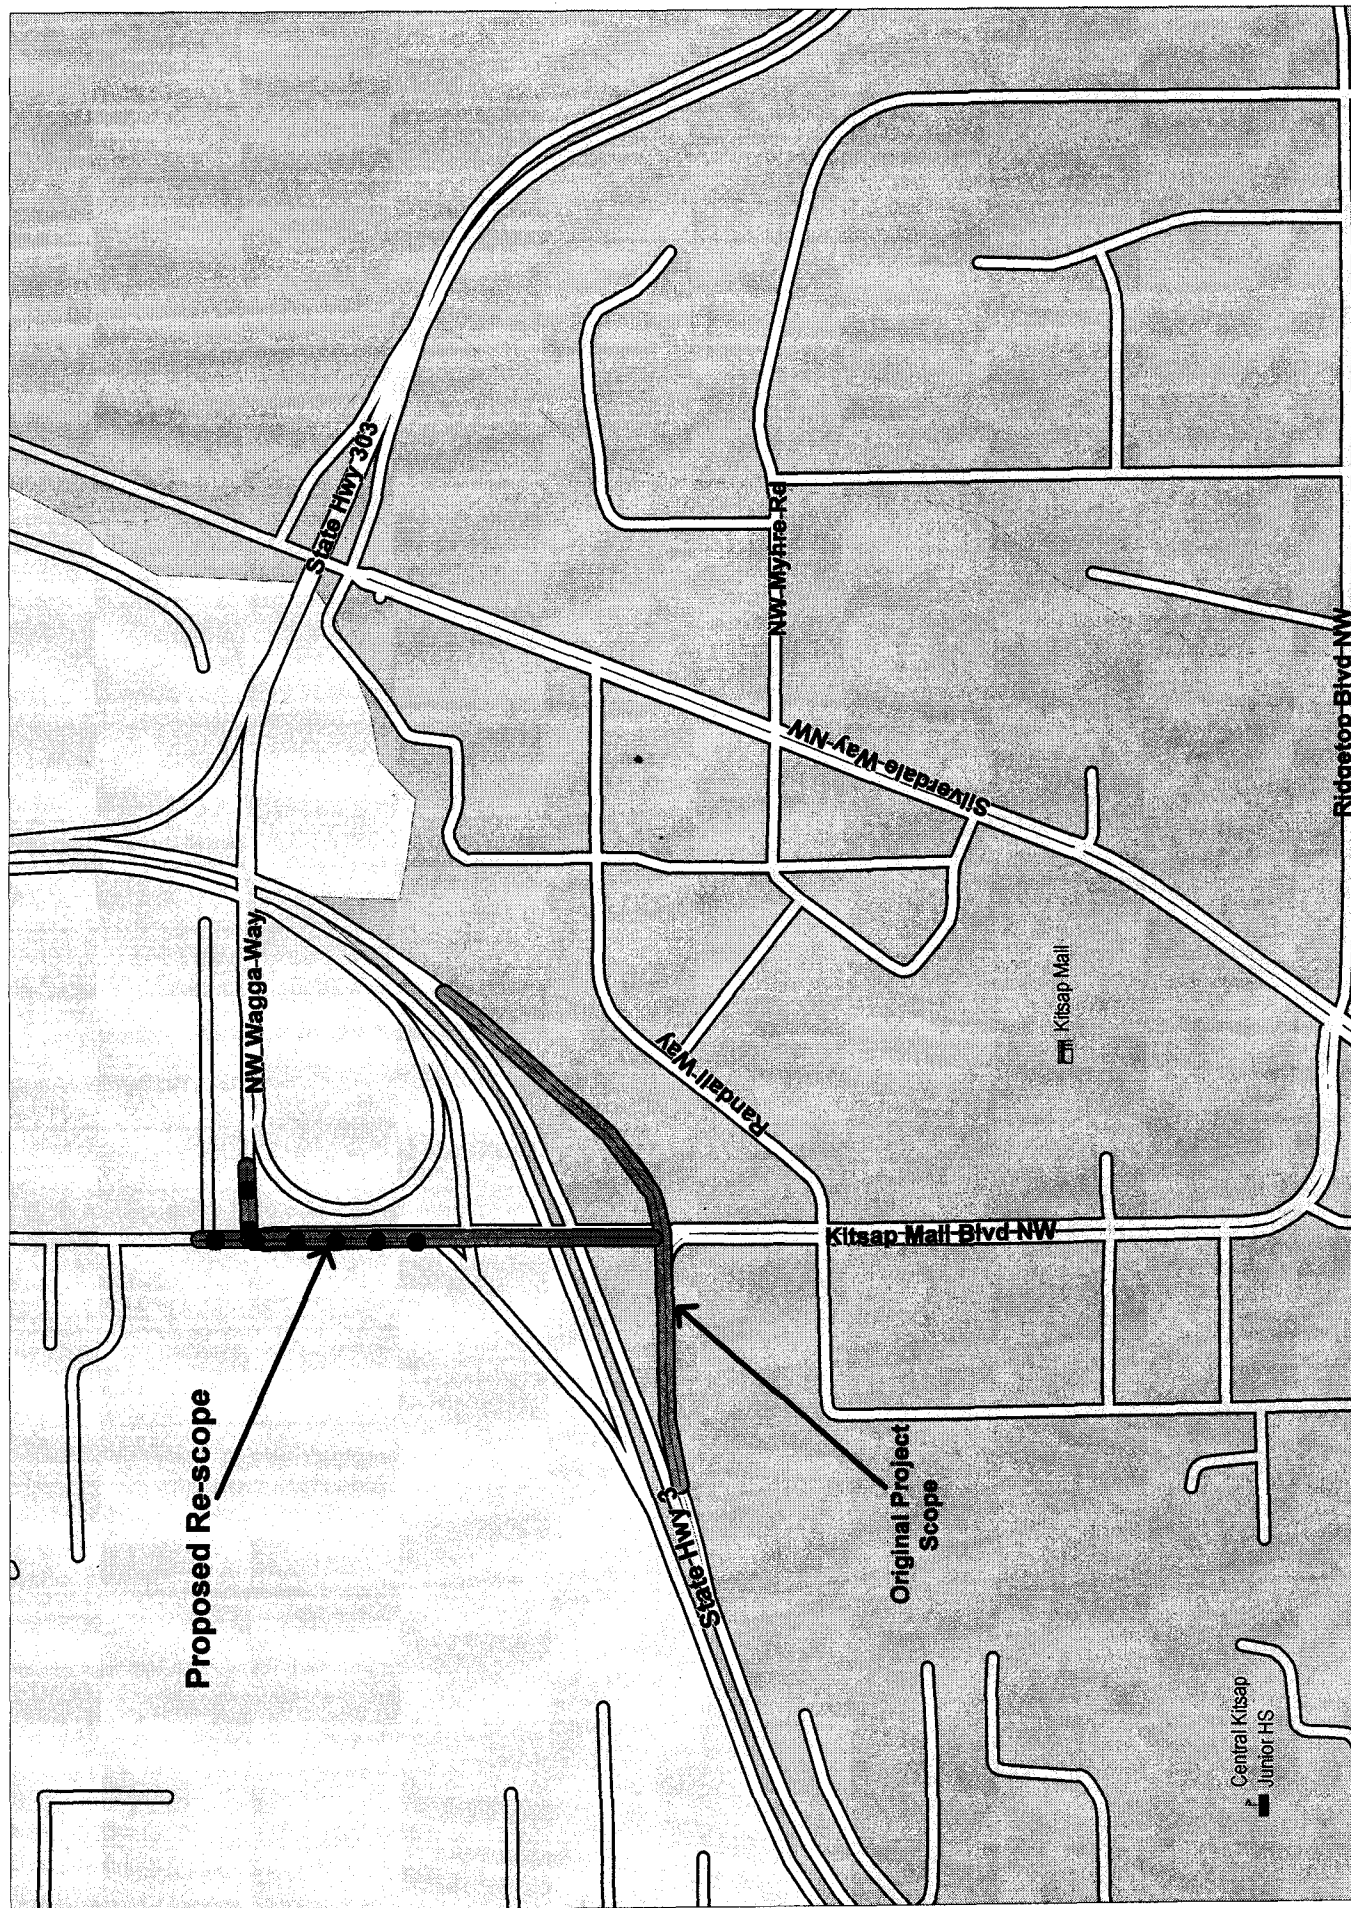 State Hwy 303
NW Myhre Rd
Silverdale Way NW
Ridgetop Blvd NW
NW Wagga Way
Randall Way
Kitsap Mall
Kitsap Mall Blvd NW
Proposed Re-scope
Original Project
Scope
State Hwy 3
Central Kitsap
Junior HS